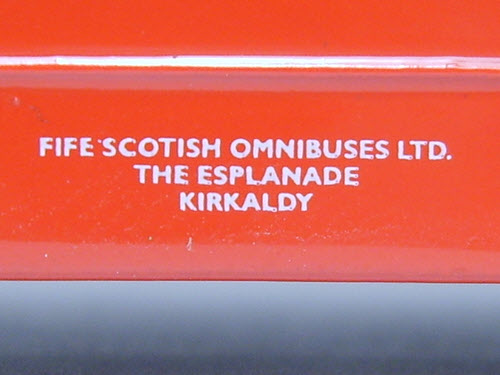 FIFE SCOTISH OMNIBUSES LTD.
THE ESPLANADE
KIRKALDY